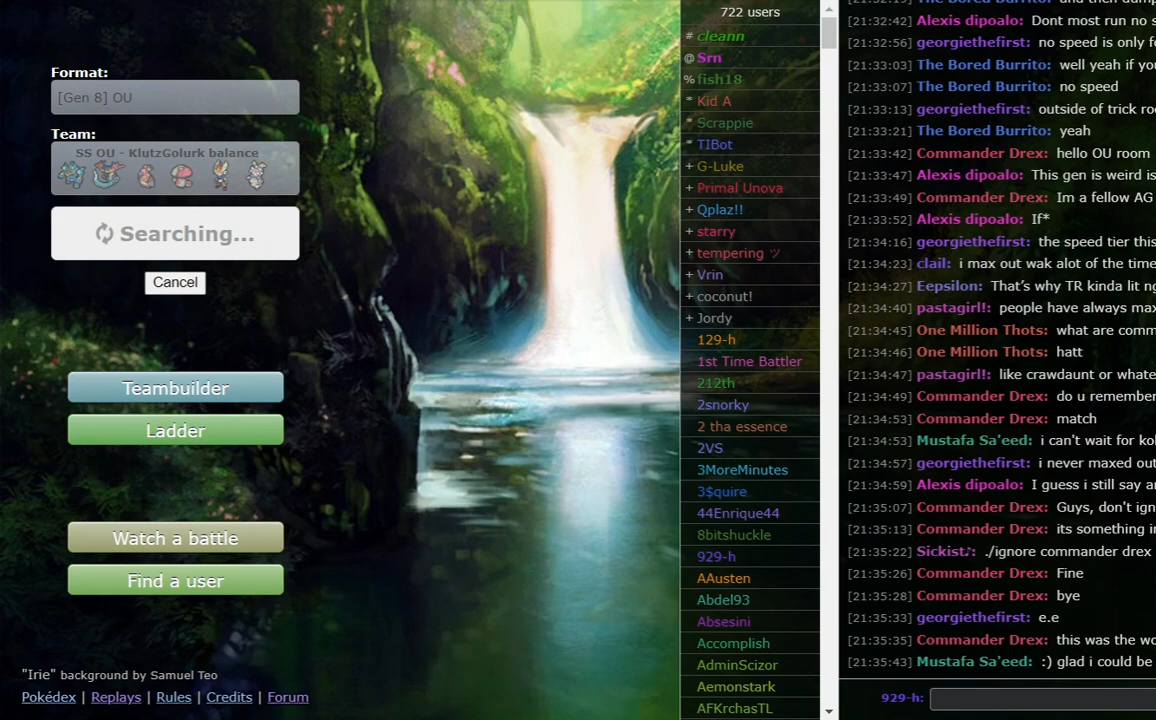 Format:
[Gen 8] OU
Team:
SS OU - KlutzGolurk balance
Searching...
Cancel
Teambuilder
Ladder
Watch a battle
Find a user
"Irie" background by Samuel Teo
Pokédex | Replays | Rules | Credits | Forum
722 users
# cleann
@ Srn
% fish18
* Kid A
* Scrappie
* TIBot
+ G-Luke
+ Primal Unova
+ Qplaz!!
+ starry
+ tempering ツ
+ Vrin
+ coconut!
+ Jordy
129-h
1st Time Battler
212th
2snorky
2 tha essence
2VS
3MoreMinutes
3$quire
44Enrique44
8bitshuckle
929-h
AAusten
Abdel93
Absesini
Accomplish
AdminScizor
Aemonstark
AFKrchasTL
[21:32:42] Alexis dipoalo: Dont most run no s
[21:32:56] georgiethefirst: no speed is only f
[21:33:03] The Bored Burrito: well yeah if yo
[21:33:07] The Bored Burrito: no speed
[21:33:13] georgiethefirst: outside of trick ro
[21:33:21] The Bored Burrito: yeah
[21:33:42] Commander Drex: hello OU room
[21:33:47] Alexis dipoalo: This gen is weird is
[21:33:49] Commander Drex: Im a fellow AG
[21:33:52] Alexis dipoalo: If*
[21:34:16] georgiethefirst: the speed tier this
[21:34:23] clail: i max out wak alot of the time
[21:34:27] Eepsilon: That's why TR kinda lit ng
[21:34:40] pastagirl!: people have always max
[21:34:45] One Million Thots: what are comm
[21:34:46] One Million Thots: hatt
[21:34:47] pastagirl!: like crawdaunt or whate
[21:34:49] Commander Drex: do u remember
[21:34:53] Commander Drex: match
[21:34:53] Mustafa Sa'eed: i can't wait for ko
[21:34:57] georgiethefirst: i never maxed out
[21:34:59] Alexis dipoalo: I guess i still say a
[21:35:07] Commander Drex: Guys, don't ign
[21:35:13] Commander Drex: its something i
[21:35:22] Sickist♪: ./ignore commander drex
[21:35:26] Commander Drex: Fine
[21:35:28] Commander Drex: bye
[21:35:33] georgiethefirst: e.e
[21:35:35] Commander Drex: this was the wo
[21:35:43] Mustafa Sa'eed: :) glad i could be
929-h: